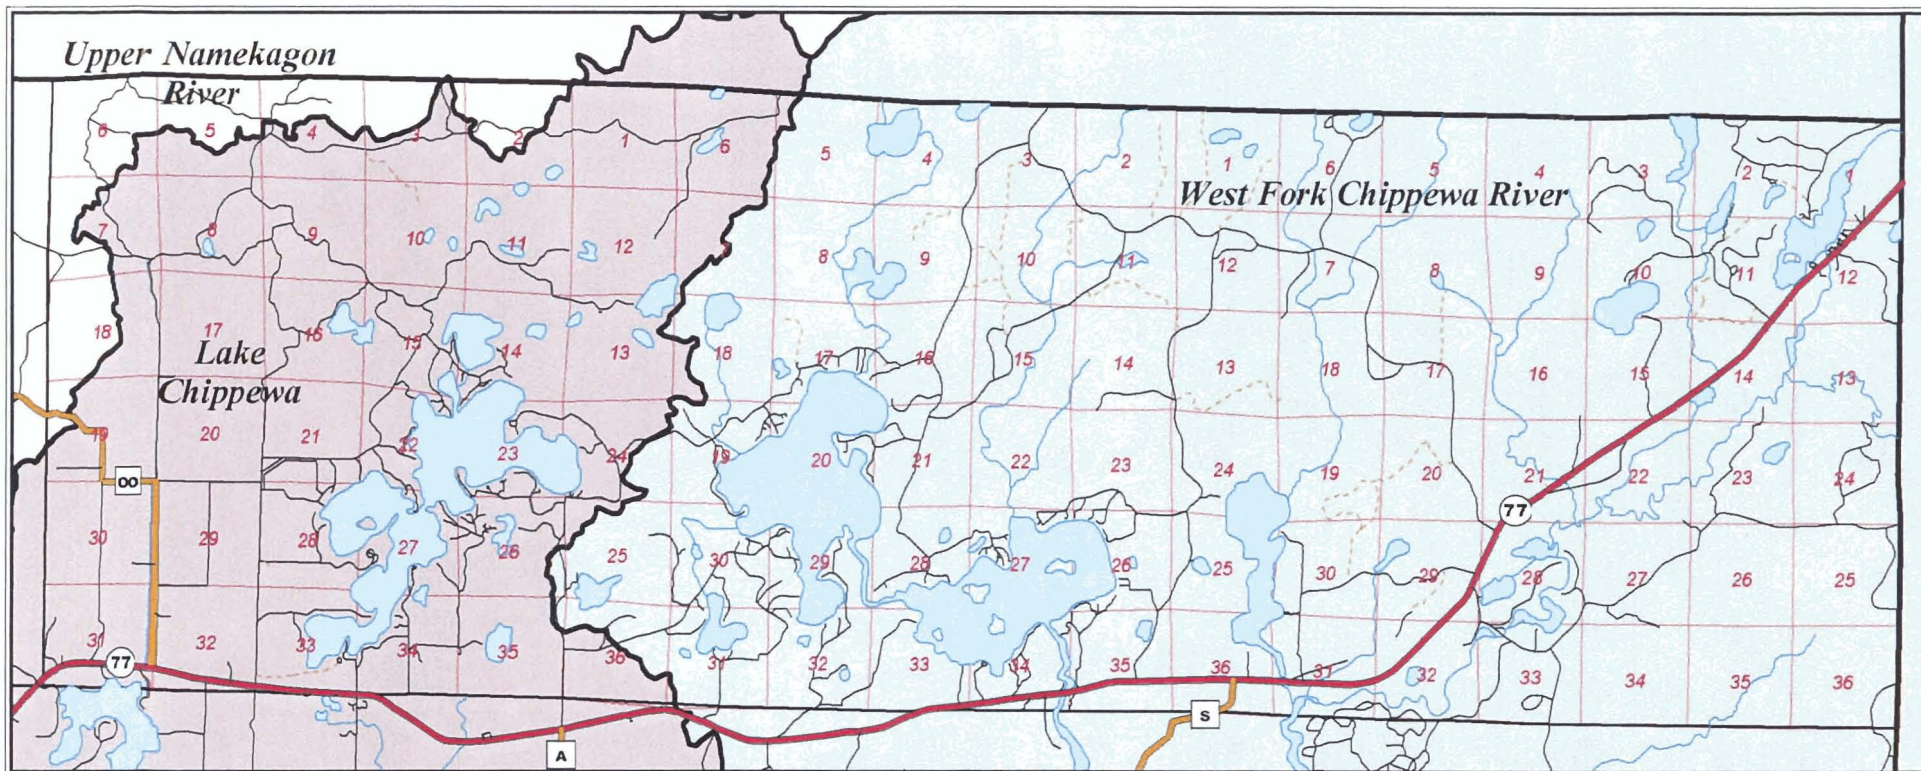 Upper Namekagon
River
6 5 4 3 2 1 6 5 4 3 2 1 6 5 4 3 2 1
West Fork Chippewa River
7 8 9 10 11 12 8 9 10 11 12 7 8 9 10 11 12
18 17 16 15 14 13 18 17 16 15 14 13 18 17 16 15 14 13
Lake
Chippewa
19 20 21 22 23 24 19 20 21 22 23 24 19 20 21 22 23 24
OO
77
30 29 28 27 26 25 30 29 28 27 26 25 30 29 28 27 26 25
31 32 33 34 35 36 31 32 33 34 35 36 31 32 33 34 35 36
77
S
A